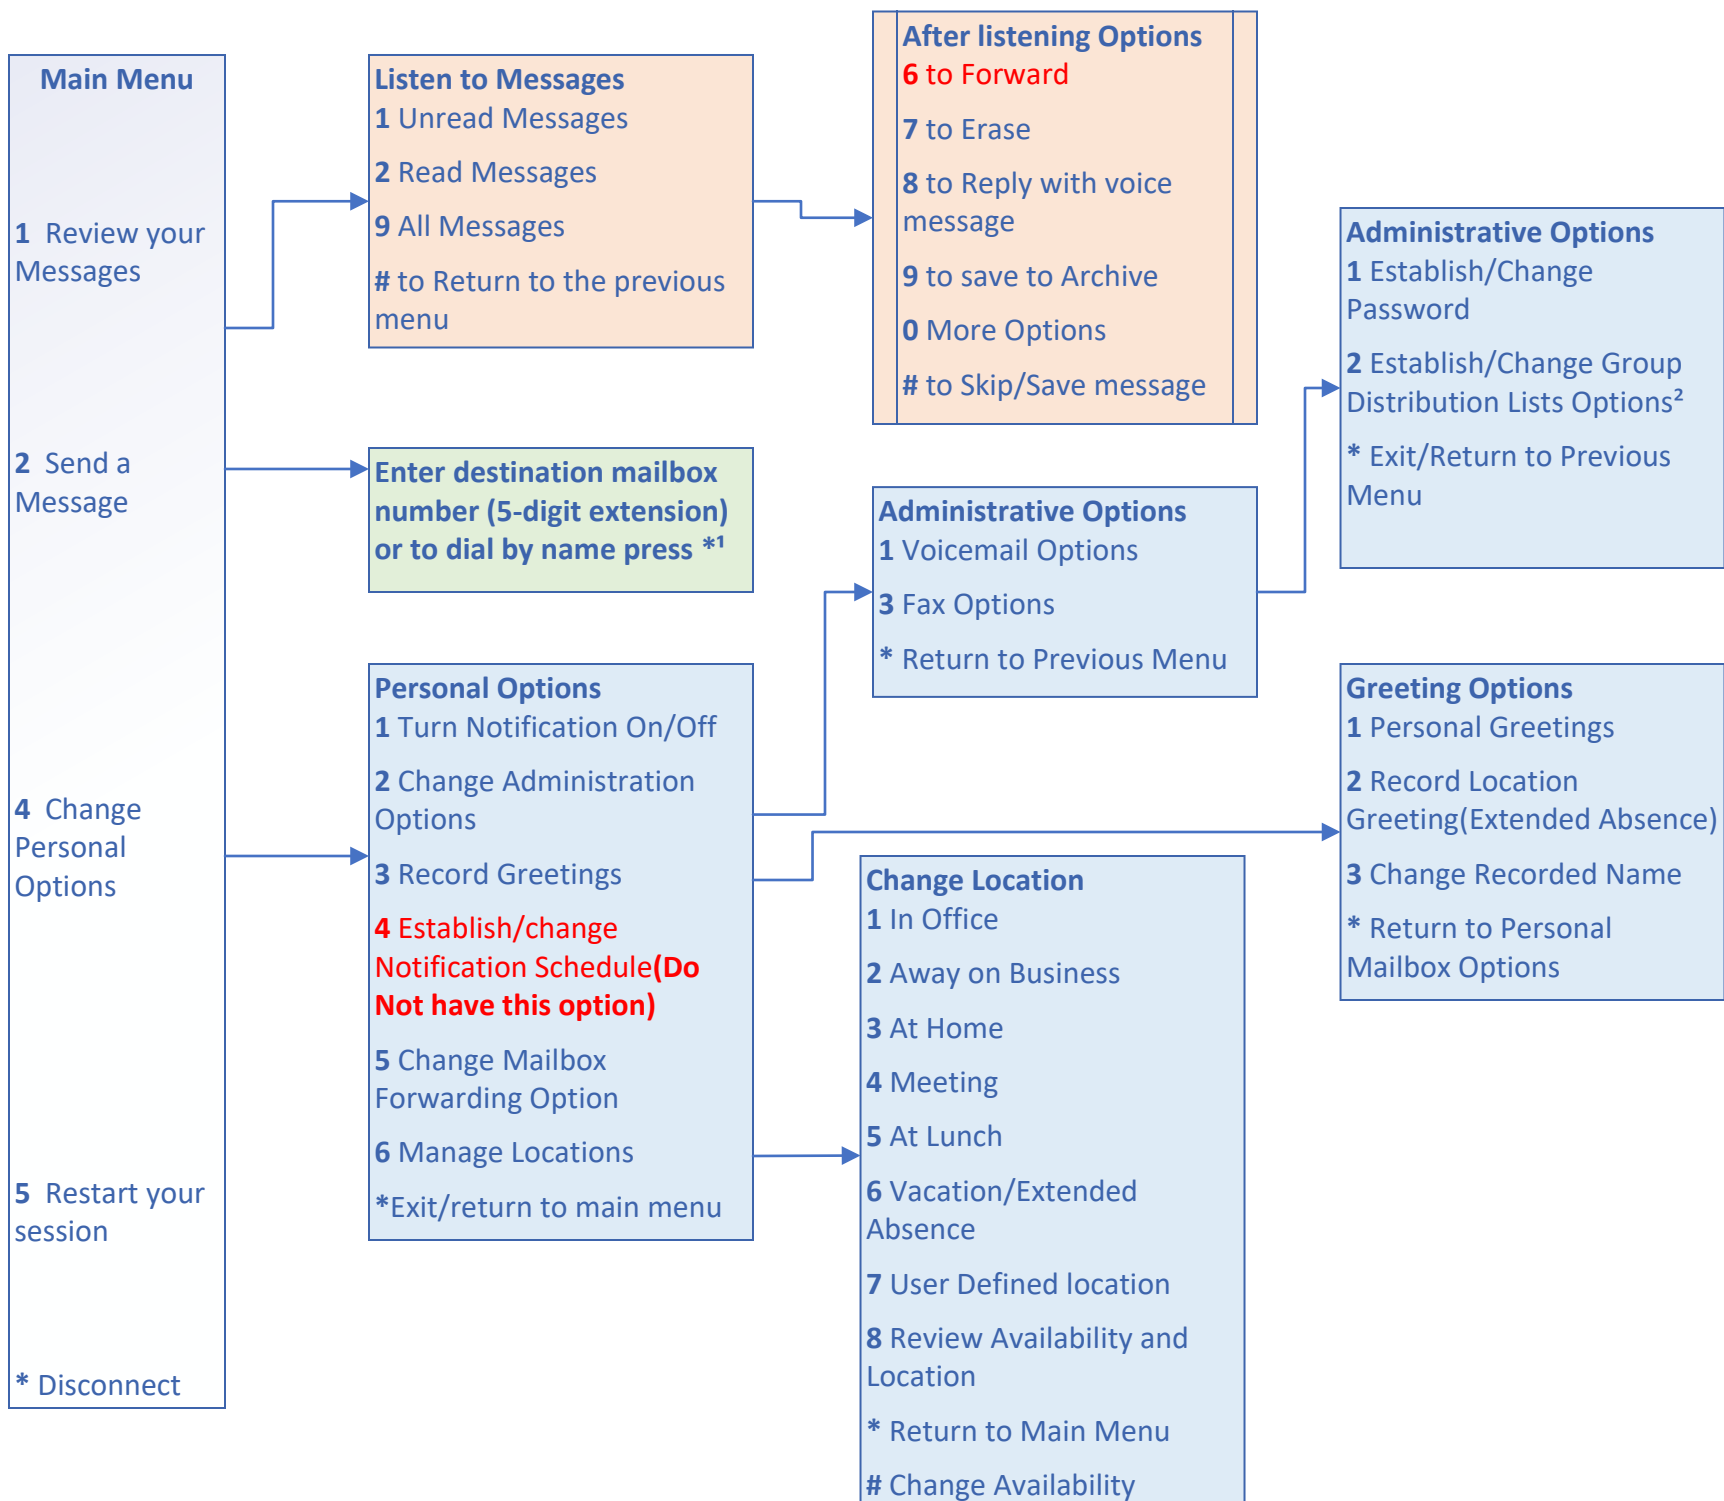 Main Menu
1 Review your
Messages
2 Send a
Message
4 Change
Personal
Options
5 Restart your
session
* Disconnect
Listen to Messages
1 Unread Messages
2 Read Messages
9 All Messages
# to Return to the previous
menu
After listening Options
6 to Forward
7 to Erase
8 to Reply with voice
message
9 to save to Archive
0 More Options
# to Skip/Save message
Enter destination mailbox
number (5-digit extension)
or to dial by name press *¹
Personal Options
1 Turn Notification On/Off
2 Change Administration
Options
3 Record Greetings
4 Establish/change
Notification Schedule(Do
Not have this option)
5 Change Mailbox
Forwarding Option
6 Manage Locations
*Exit/return to main menu
Administrative Options
1 Voicemail Options
3 Fax Options
* Return to Previous Menu
Administrative Options
1 Establish/Change
Password
2 Establish/Change Group
Distribution Lists Options²
* Exit/Return to Previous
Menu
Greeting Options
1 Personal Greetings
2 Record Location
Greeting(Extended Absence)
3 Change Recorded Name
* Return to Personal
Mailbox Options
Change Location
1 In Office
2 Away on Business
3 At Home
4 Meeting
5 At Lunch
6 Vacation/Extended
Absence
7 User Defined location
8 Review Availability and
Location
* Return to Main Menu
# Change Availability